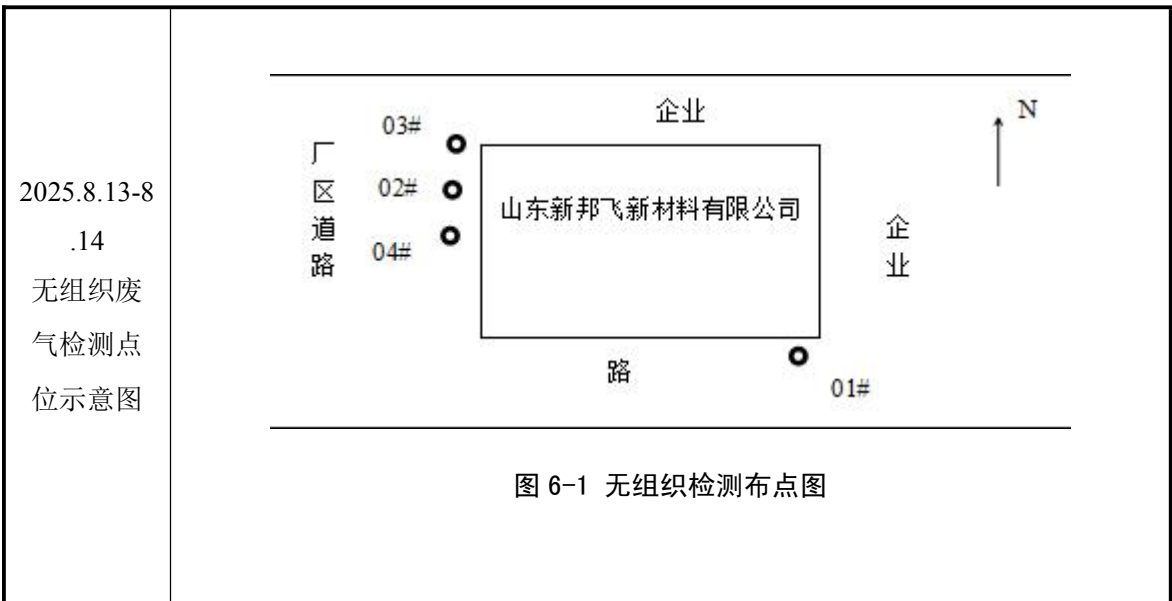 2025.8.13-8
.14
无组织废
气检测点
位示意图
企业
N
03#
厂
区
道
路
02#
山东新邦飞新材料有限公司
04#
企
业
路
01#
图 6-1 无组织检测布点图